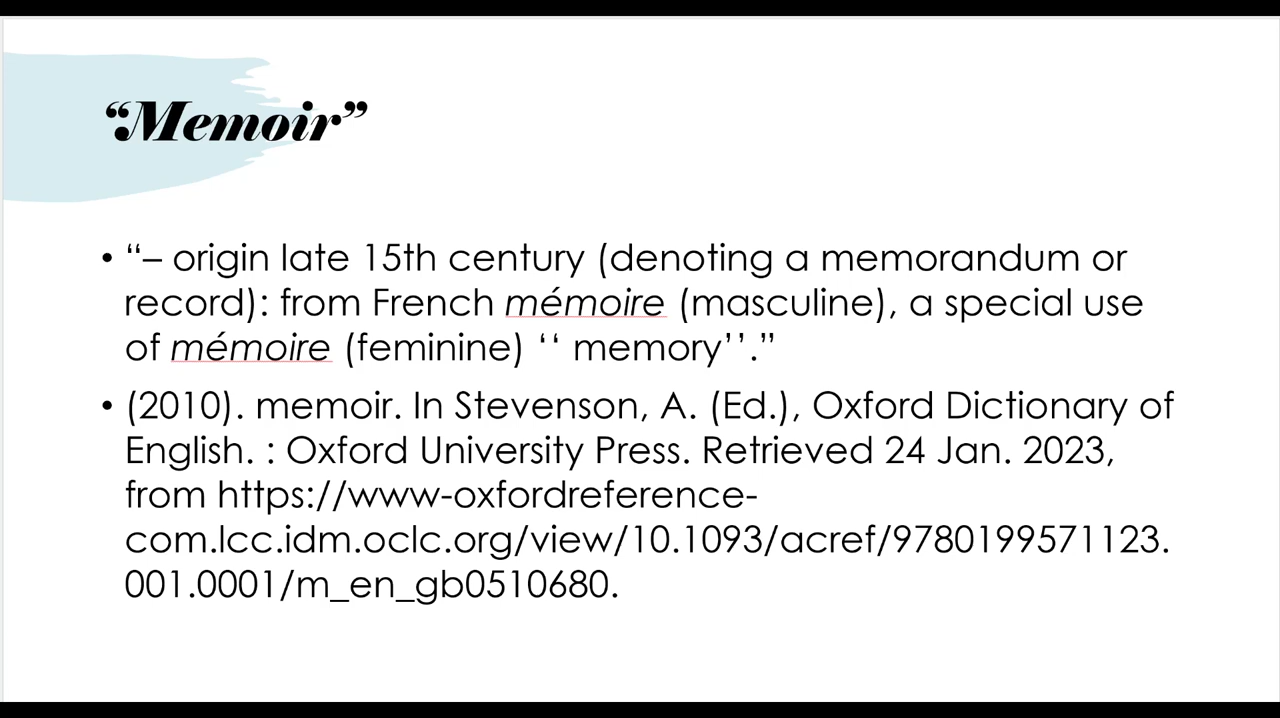 “Memoir”
• “– origin late 15th century (denoting a memorandum or
record): from French mémoire (masculine), a special use
of mémoire (feminine) ‘‘ memory’’.”
• (2010). memoir. In Stevenson, A. (Ed.), Oxford Dictionary of
English. : Oxford University Press. Retrieved 24 Jan. 2023,
from https://www-oxfordreference-
com.lcc.idm.oclc.org/view/10.1093/acref/9780199571123.
001.0001/m_en_gb0510680.